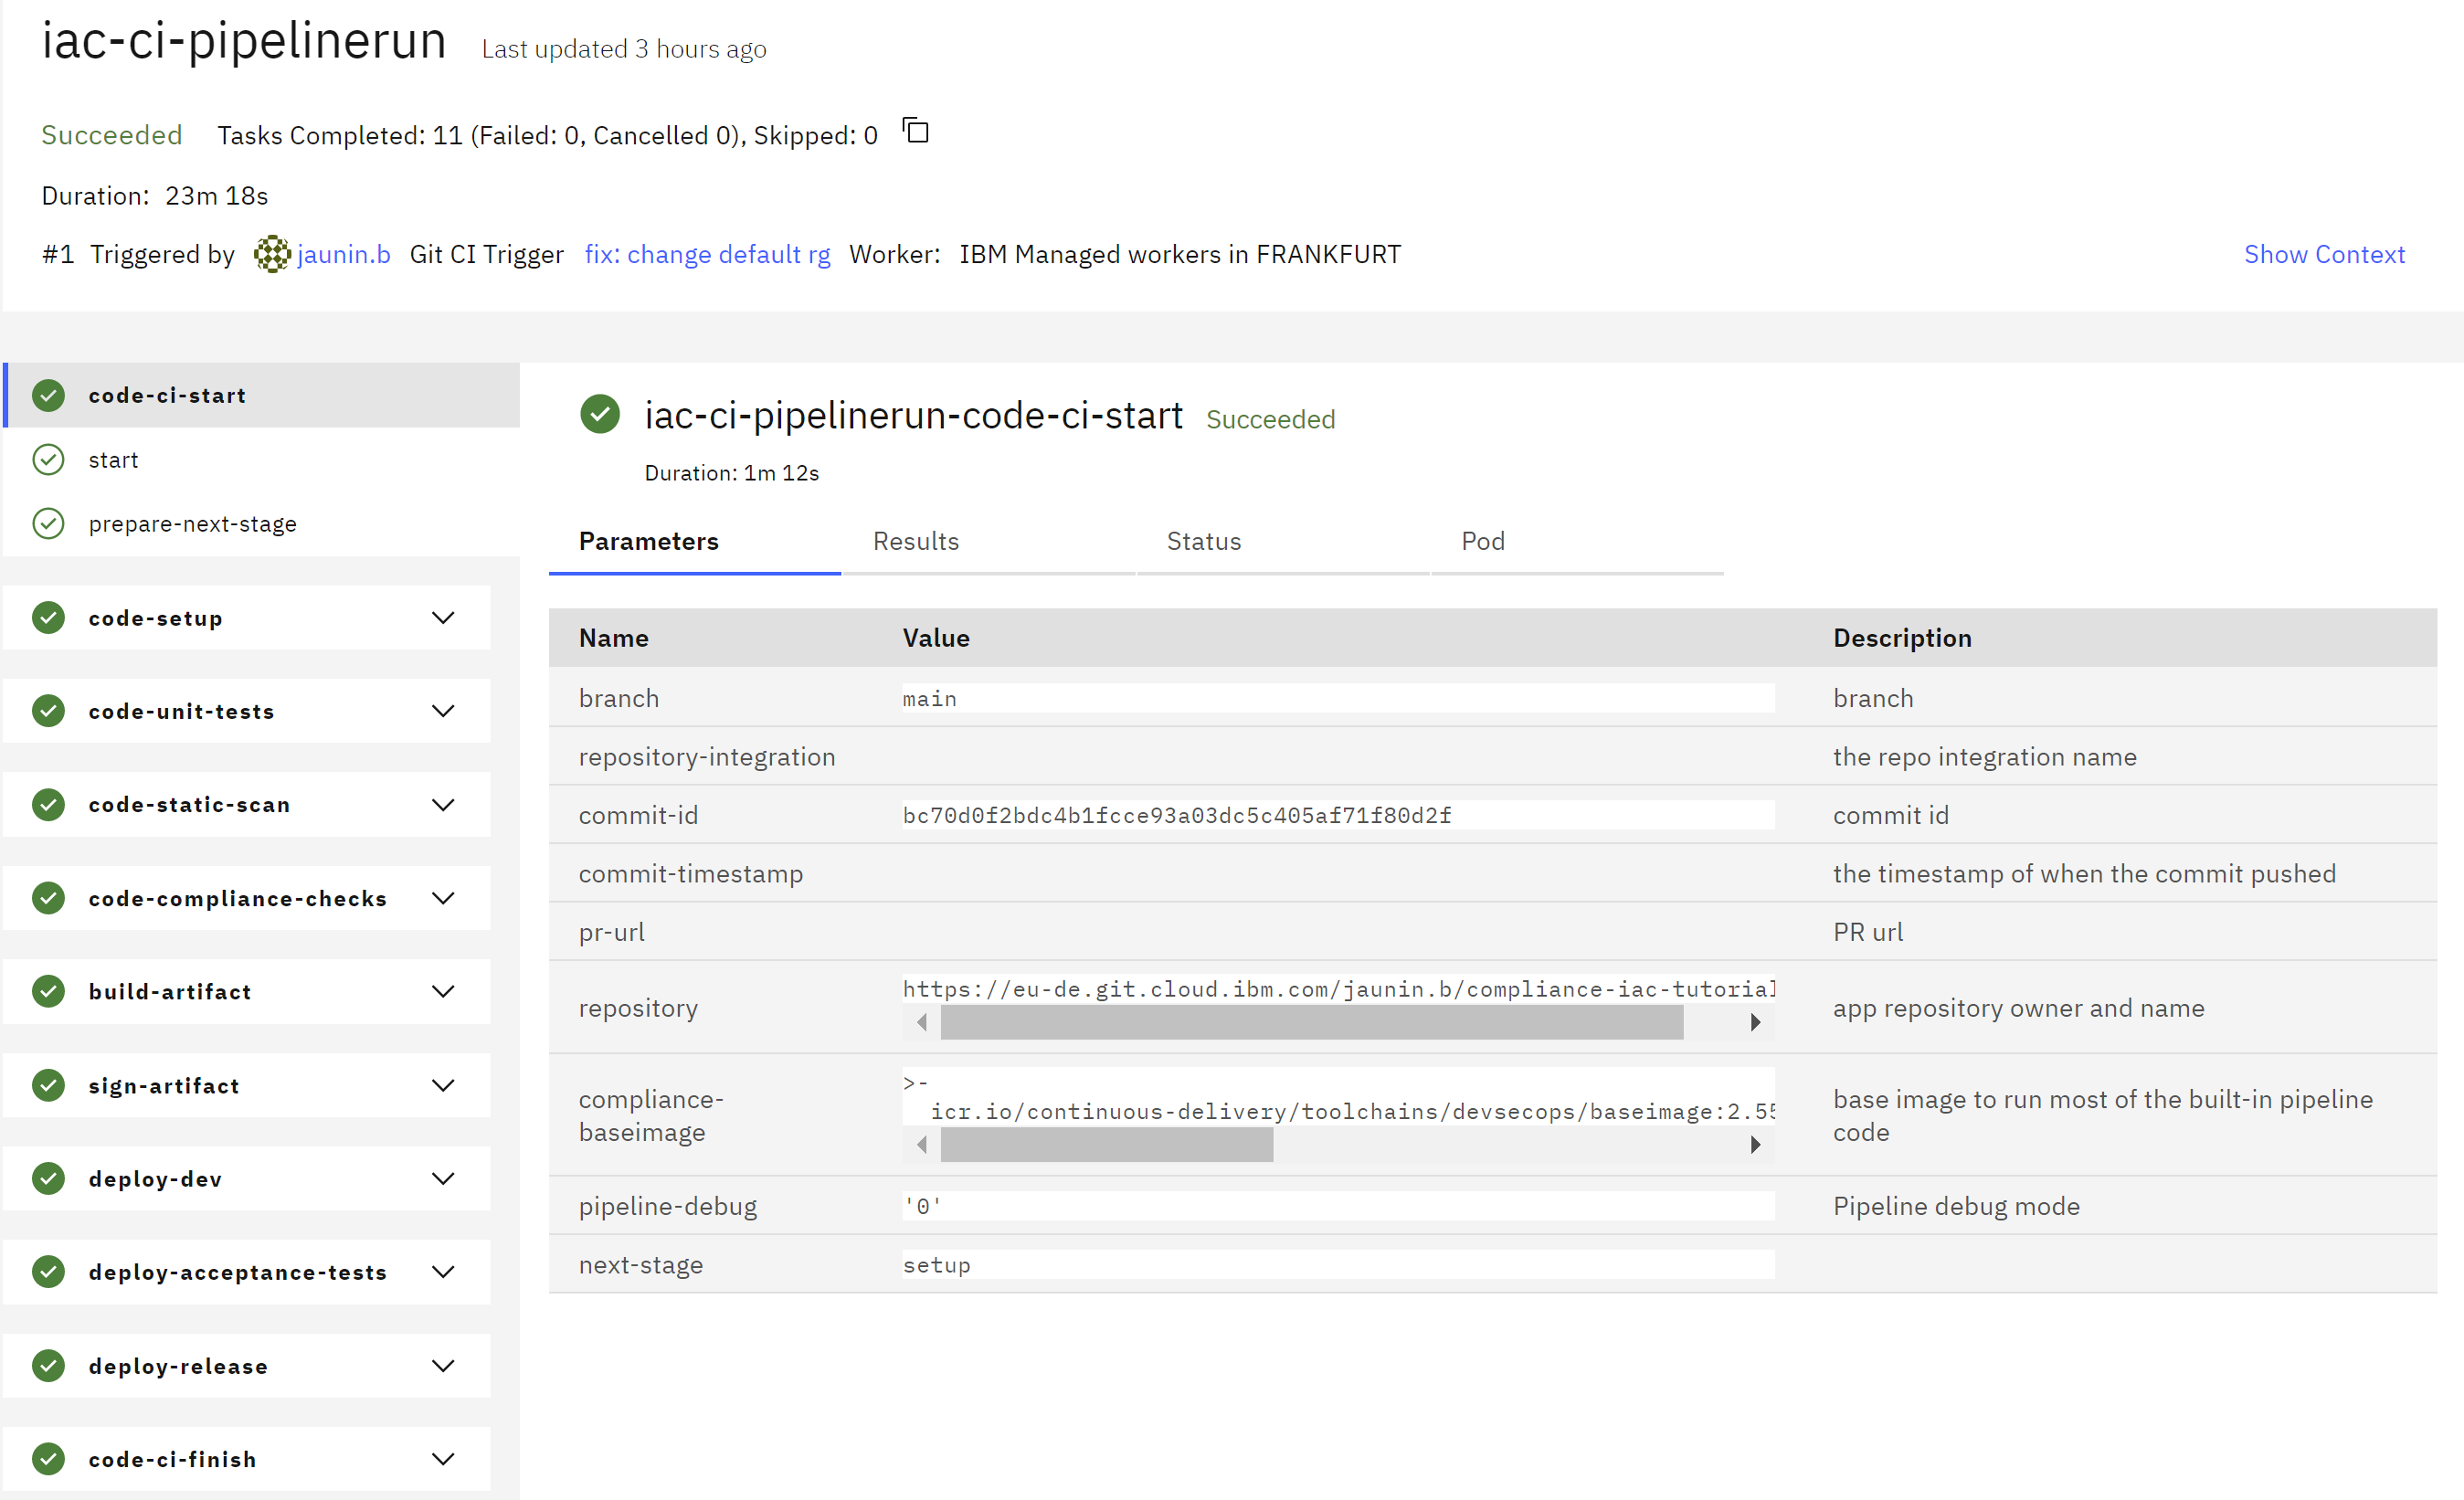 iac-ci-pipelinerun Last updated 3 hours ago
Succeeded Tasks Completed: 11 (Failed: 0, Cancelled 0), Skipped: 0
Duration: 23m 18s
#1 Triggered by jaunin.b Git CI Trigger fix: change default rg Worker: IBM Managed workers in FRANKFURT Show Context
code-ci-start
start
prepare-next-stage
code-setup
code-unit-tests
code-static-scan
code-compliance-checks
build-artifact
sign-artifact
deploy-dev
deploy-acceptance-tests
deploy-release
code-ci-finish
iac-ci-pipelinerun-code-ci-start Succeeded
Duration: 1m 12s
Parameters Results Status Pod
Name Value Description
branch main branch
repository-integration the repo integration name
commit-id bc70d0f2bdc4b1fcce93a03dc5c405af71f80d2f commit id
commit-timestamp the timestamp of when the commit pushed
pr-url PR url
repository https://eu-de.git.cloud.ibm.com/jaunin.b/compliance-iac-tutorial app repository owner and name
compliance-baseimage >-
icr.io/continuous-delivery/toolchains/devsecops/baseimage:2.55 base image to run most of the built-in pipeline
code
pipeline-debug '0' Pipeline debug mode
next-stage setup